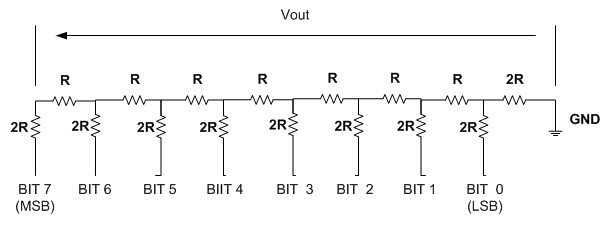 Vout
R R R R R R R 2R
GND
2R 2R 2R 2R 2R 2R 2R 2R
BIT 7 BIT 6 BIT 5 BIIT 4 BIT 3 BIT 2 BIT 1 BIT 0
(MSB) (LSB)